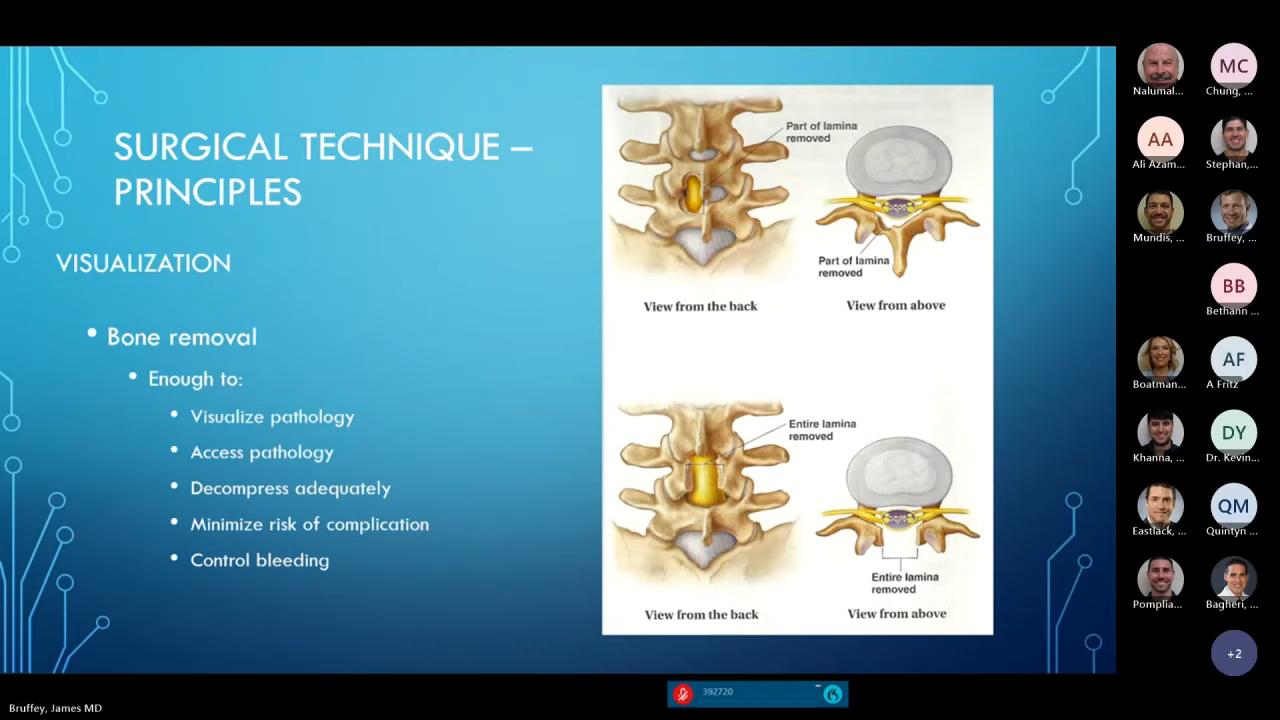 SURGICAL TECHNIQUE –
PRINCIPLES
VISUALIZATION
• Bone removal
• Enough to:
• Visualize pathology
• Access pathology
• Decompress adequately
• Minimize risk of complication
• Control bleeding
Part of lamina
removed
Part of lamina
removed
View from the back
View from above
Entire lamina
removed
Entire lamina
removed
View from the back
View from above
Nalumal...
MC
Chung, ...
AA
Ali Azam...
Stephan,...
Mundis, ...
Bruffey, ...
BB
Bethann ...
Boatman...
AF
A Fritz
Khanna, ...
DY
Dr. Kevin...
Eastlack, ...
QM
Quintyn ...
Pomplia...
Bagheri, ...
+2
392720
Bruffey, James MD